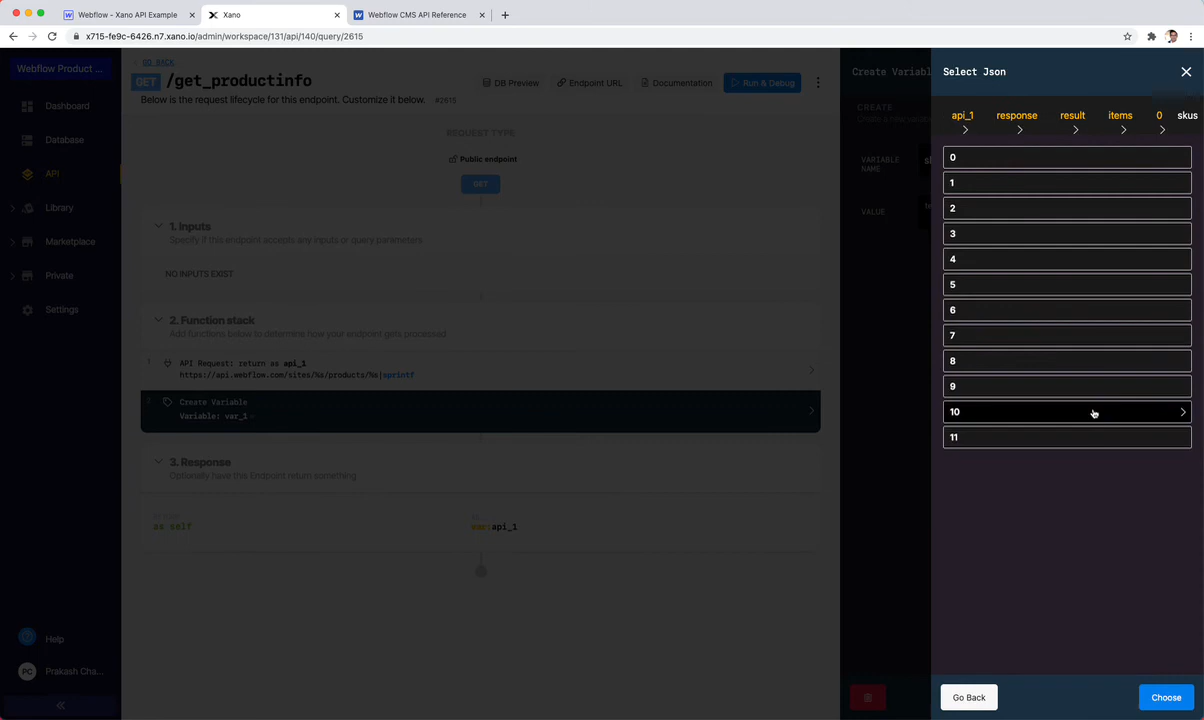 Webflow - Xano API Example
Xano
Webflow CMS API Reference
x715-fe9c-6426.n7.xano.io/admin/workspace/131/api/140/query/2615
Webflow Product ...
Dashboard
Database
API
Library
Marketplace
Private
Settings
Help
PC
Prakash Cha...
GO BACK
GET /get_productinfo
Below is the request lifecycle for this endpoint. Customize it below. #2615
DB Preview
Endpoint URL
Documentation
Run & Debug
REQUEST TYPE
Public endpoint
GET
1. Inputs
Specify if this endpoint accepts any inputs or query parameters
NO INPUTS EXIST
2. Function stack
Add functions below to determine how your endpoint gets processed
1 API Request: return as api_1
https://api.webflow.com/sites/%s/products/%s|sprintf
Create Variable
Variable: var_1 =
3. Response
Optionally have this Endpoint return something
as self
var:api_1
Create Variabl
CREATE
VARIABLE
NAME
VALUE
Select Json
api_1 response result items 0 skus
0
1
2
3
4
5
6
7
8
9
10
11
Go Back
Choose